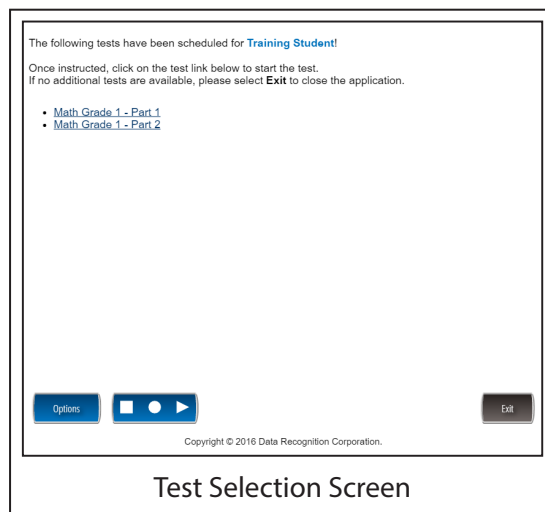 The following tests have been scheduled for Training Student!
Once instructed, click on the test link below to start the test.
If no additional tests are available, please select Exit to close the application.
• Math Grade 1 - Part 1
• Math Grade 1 - Part 2
Options
Exit
Copyright © 2016 Data Recognition Corporation.
Test Selection Screen